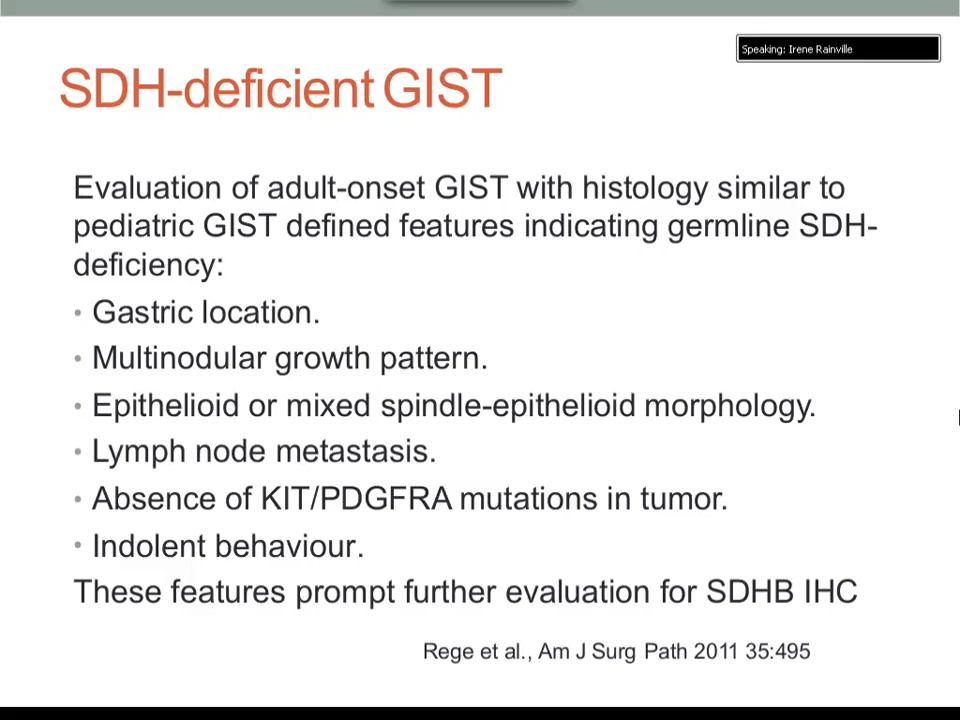 Speaking: Irene Rainville
SDH-deficient GIST
Evaluation of adult-onset GIST with histology similar to
pediatric GIST defined features indicating germline SDH-
deficiency:
• Gastric location.
• Multinodular growth pattern.
• Epithelioid or mixed spindle-epithelioid morphology.
• Lymph node metastasis.
• Absence of KIT/PDGFRA mutations in tumor.
• Indolent behaviour.
These features prompt further evaluation for SDHB IHC
Rege et al., Am J Surg Path 2011 35:495